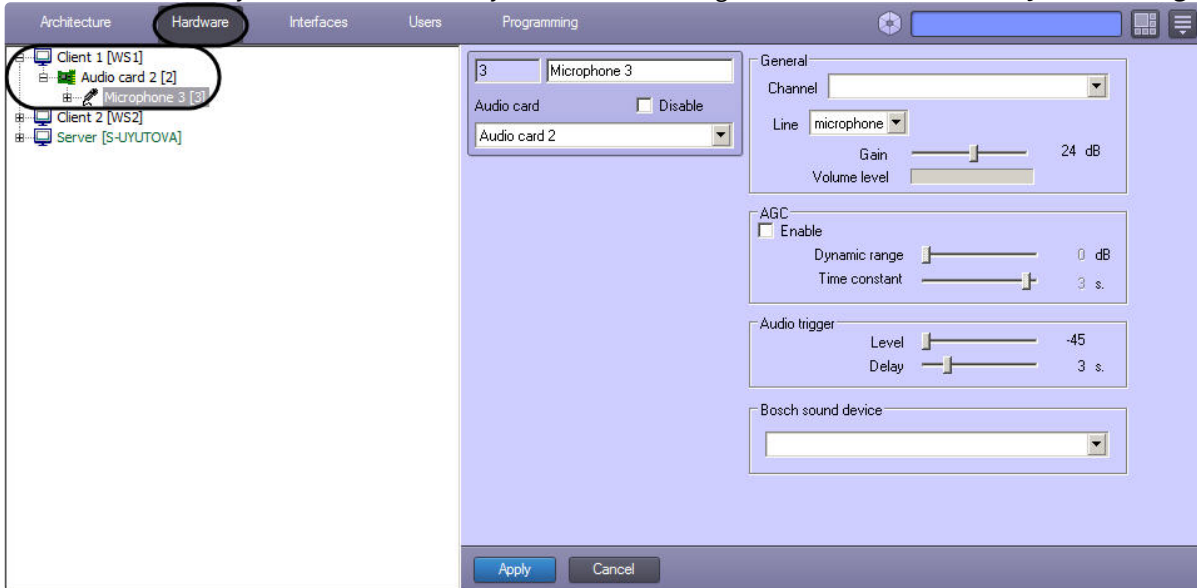 Architecture Hardware Interfaces Users Programming
Client 1 [WS1]
Audio card 2 [2]
Microphone 3 [3]
Client 2 [WS2]
Server [S-UYUTOVA]
3 Microphone 3
Audio card Disable
Audio card 2
General
Channel
Line microphone
Gain 24 dB
Volume level
AGC
Enable
Dynamic range 0 dB
Time constant 3 s.
Audio trigger
Level -45
Delay 3 s.
Bosch sound device
Apply Cancel